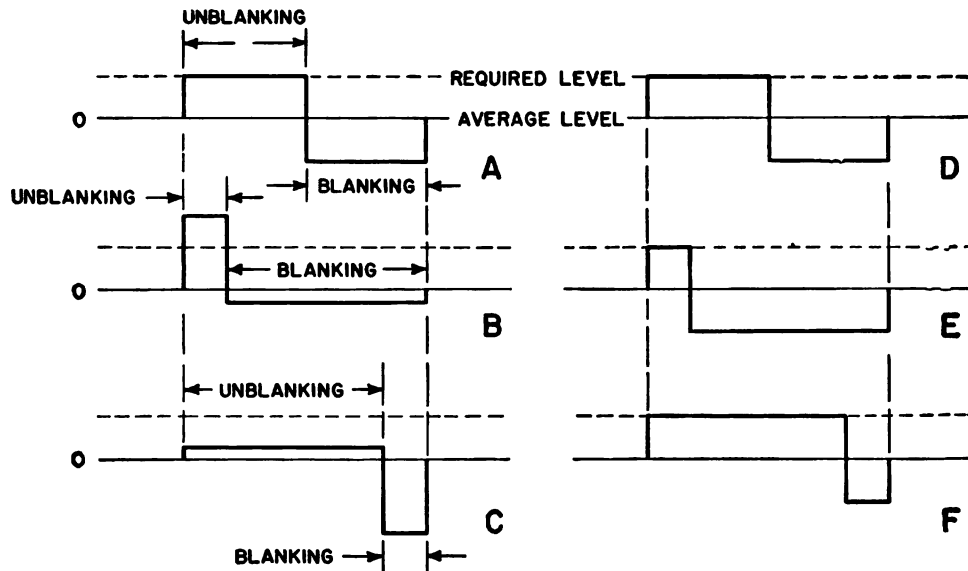 UNBLANKING
REQUIRED LEVEL
0 AVERAGE LEVEL
A D
UNBLANKING BLANKING
0 BLANKING
B E
UNBLANKING
0
C F
BLANKING